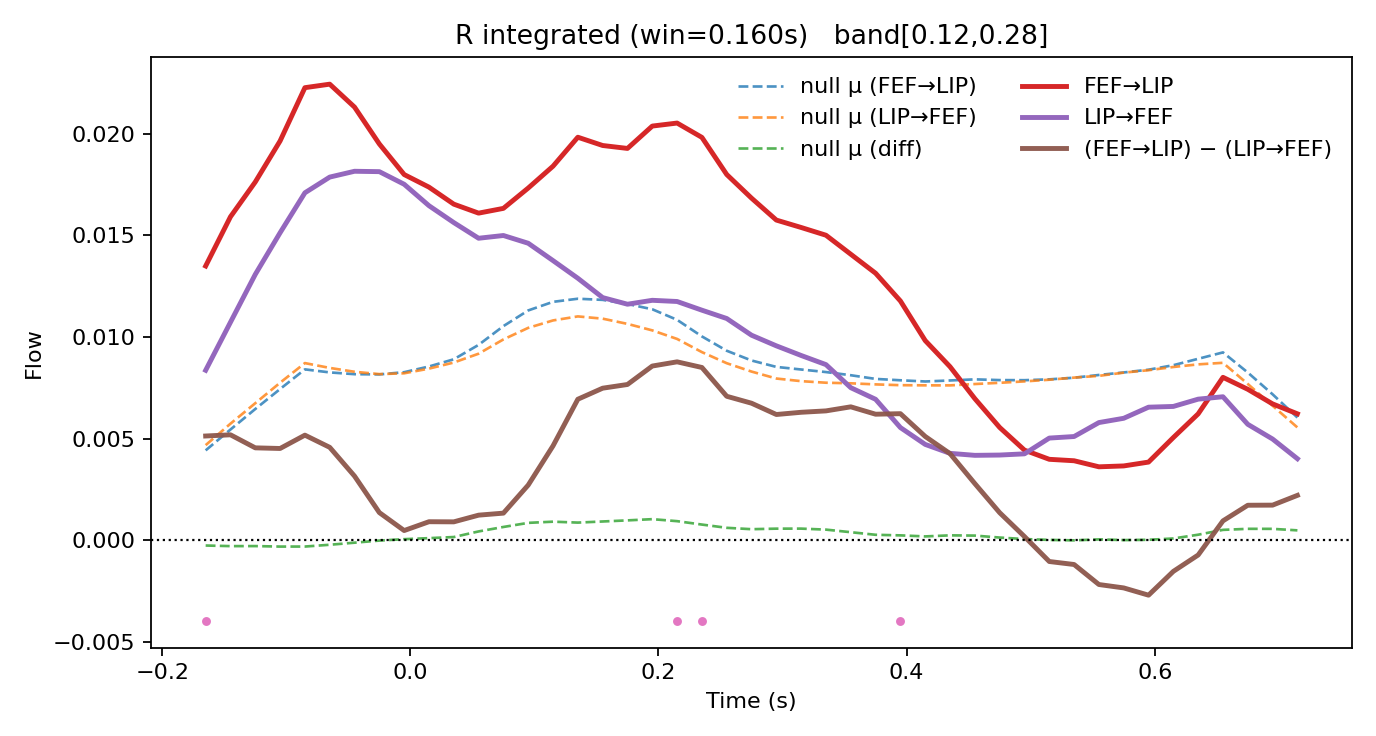 R integrated (win=0.160s)   band[0.12,0.28]
null μ (FEF→LIP)
null μ (LIP→FEF)
null μ (diff)
FEF→LIP
LIP→FEF
(FEF→LIP) − (LIP→FEF)
Flow
0.020
0.015
0.010
0.005
0.000
−0.005
−0.2
0.0
0.2
0.4
0.6
Time (s)